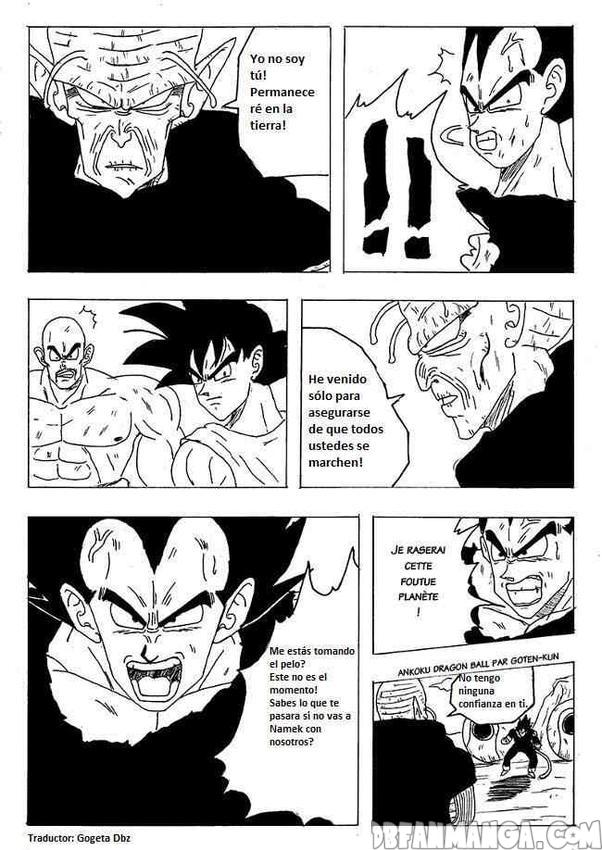 Yo no soy
tú!
Permanece
ré en la
tierra!
!!
He venido
sólo para
asegurarse
de que todos
ustedes se
marchen!
Je raserai
cette
foutue
planète
!
Me estás tomando
el pelo?
Este no es el
momento!
Sabes lo que te
pasara si no vas a
Namek con
nosotros?
ANKOKU DRAGON BALL PAR GOTEN-KUN
No tengo
ninguna
confianza en ti.
Traductor: Gogeta Dbz
DBFANMANGA.COM